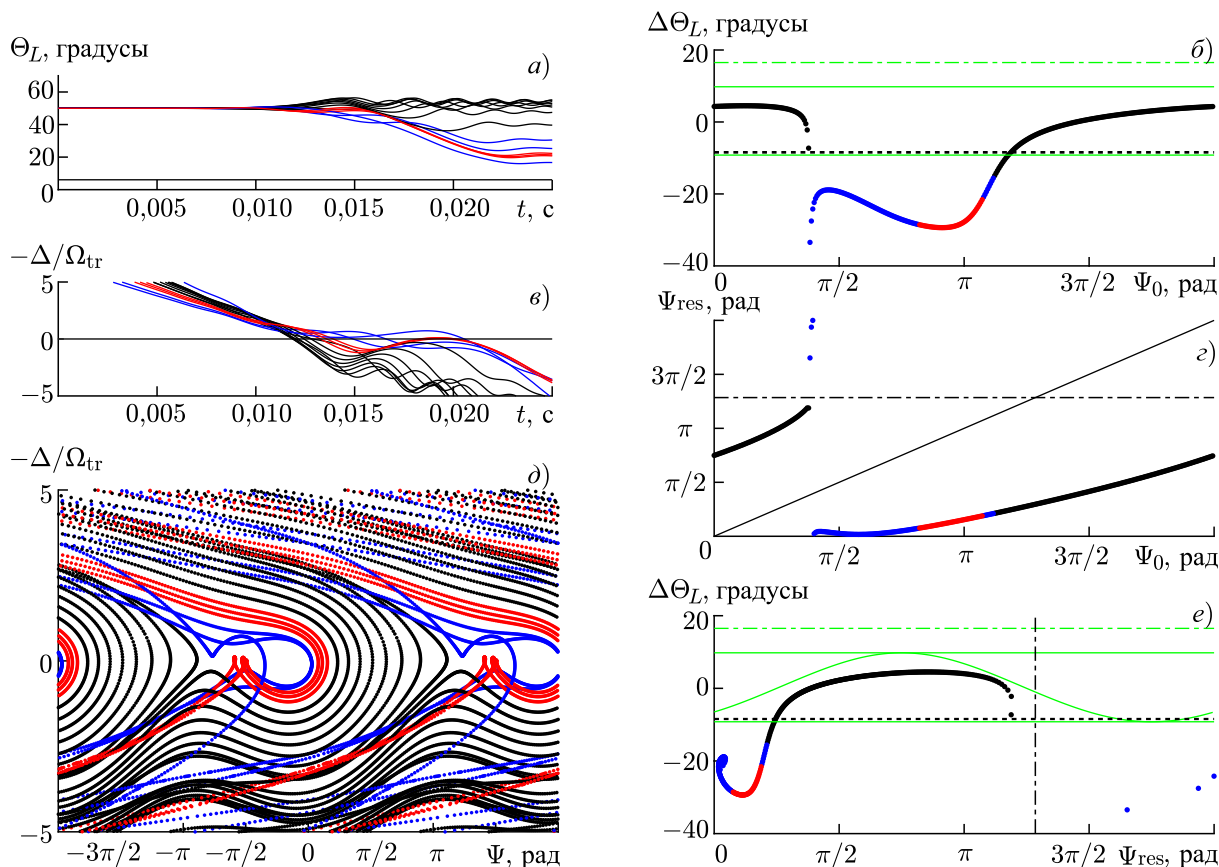 Θ_L, градусы
а)
60
40
20
0
0,005 0,010 0,015 0,020 t, с
−Δ/Ω_tr
в)
5
0
−5
0,005 0,010 0,015 0,020 t, с
−Δ/Ω_tr
д)
5
0
−5
−3π/2 −π −π/2 0 π/2 π Ψ, рад
ΔΘ_L, градусы
б)
20
0
−20
−40
0 π/2 π 3π/2 Ψ_0, рад
Ψ_res, рад
г)
3π/2
π
π/2
0 π/2 π 3π/2 Ψ_0, рад
ΔΘ_L, градусы
е)
20
0
−20
−40
0 π/2 π 3π/2 Ψ_res, рад